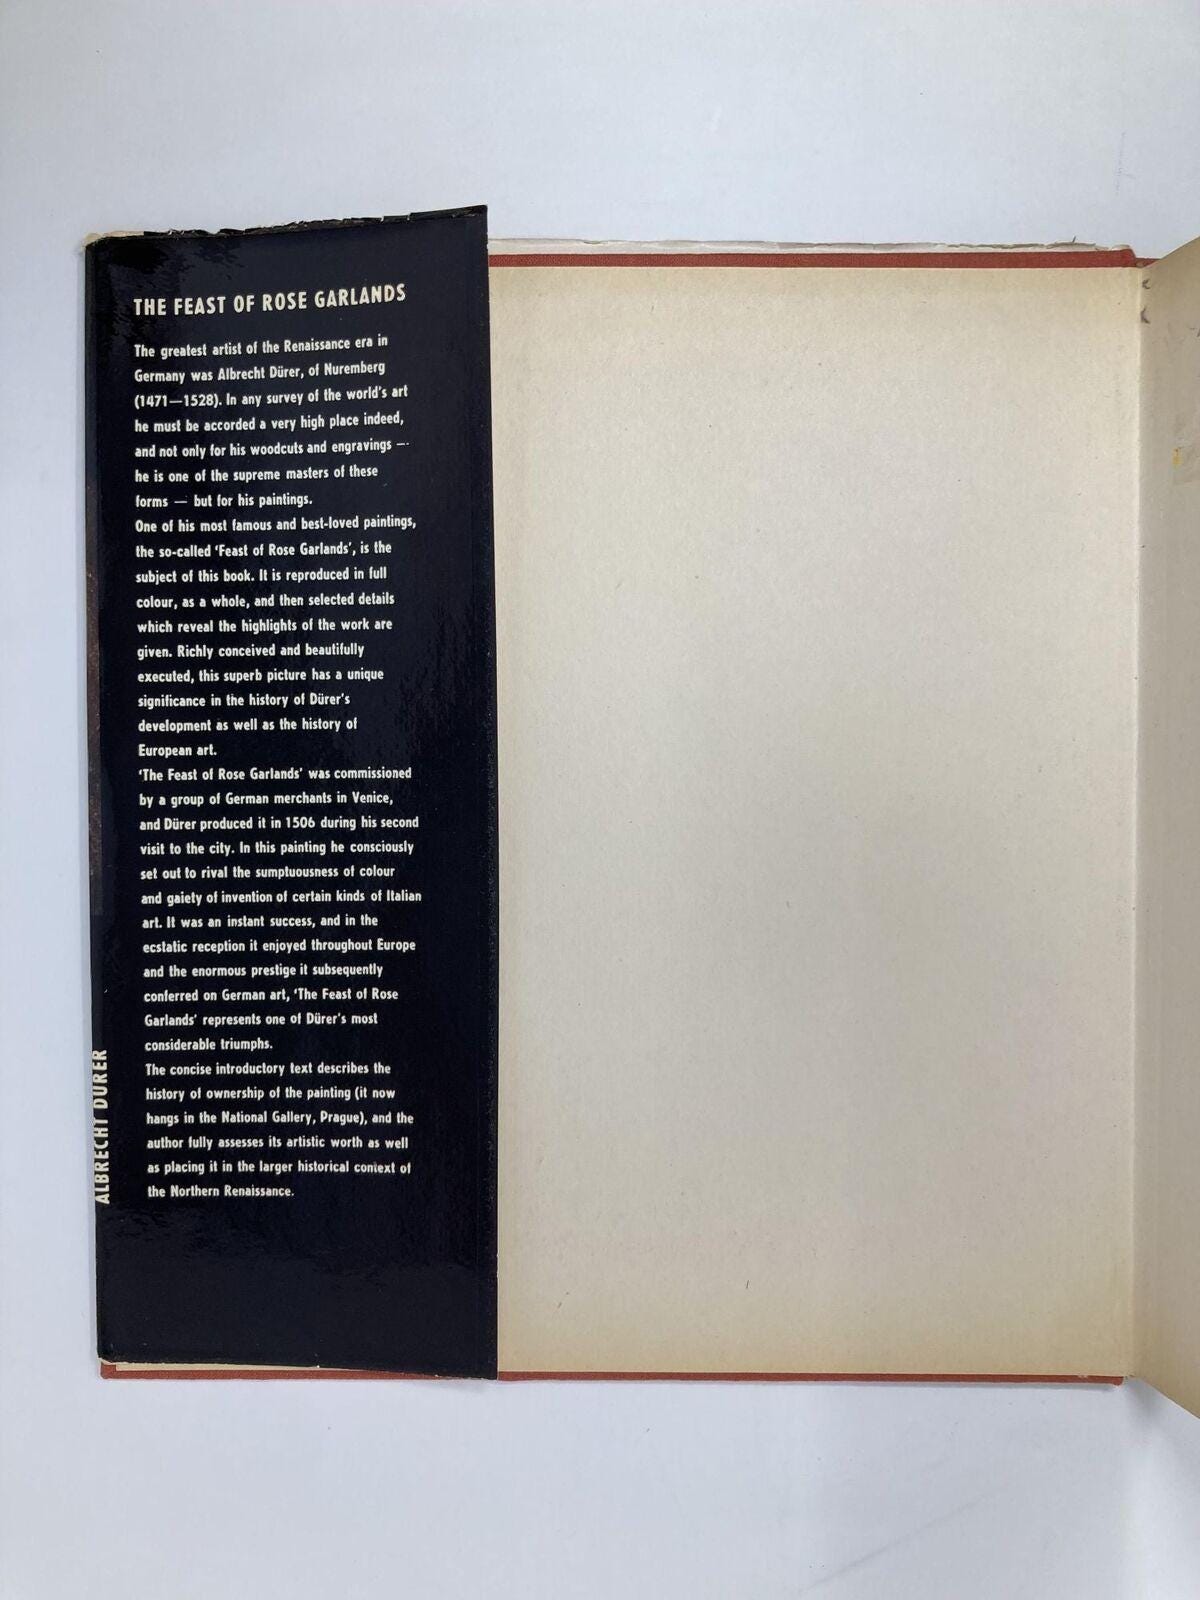 THE FEAST OF ROSE GARLANDS
The greatest artist of the Renaissance era in
Germany was Albrecht Dürer, of Nuremberg
(1471—1528). In any survey of the world's art
he must be accorded a very high place indeed,
and not only for his woodcuts and engravings —
he is one of the supreme masters of these
forms — but for his paintings.
One of his most famous and best-loved paintings,
the so-called 'Feast of Rose Garlands', is the
subject of this book. It is reproduced in full
colour, as a whole, and then selected details
which reveal the highlights of the work are
given. Richly conceived and beautifully
executed, this superb picture has a unique
significance in the history of Dürer's
development as well as the history of
European art.
'The Feast of Rose Garlands' was commissioned
by a group of German merchants in Venice,
and Dürer produced it in 1506 during his second
visit to the city. In this painting he consciously
set out to rival the sumptuousness of colour
and gaiety of invention of certain kinds of Italian
art. It was an instant success, and in the
ecstatic reception it enjoyed throughout Europe
and the enormous prestige it subsequently
conferred on German art, 'The Feast of Rose
Garlands' represents one of Dürer's most
considerable triumphs.
The concise introductory text describes the
history of ownership of the painting (it now
hangs in the National Gallery, Prague), and the
author fully assesses its artistic worth as well
as placing it in the larger historical context of
the Northern Renaissance.
ALBRECHT DÜRER